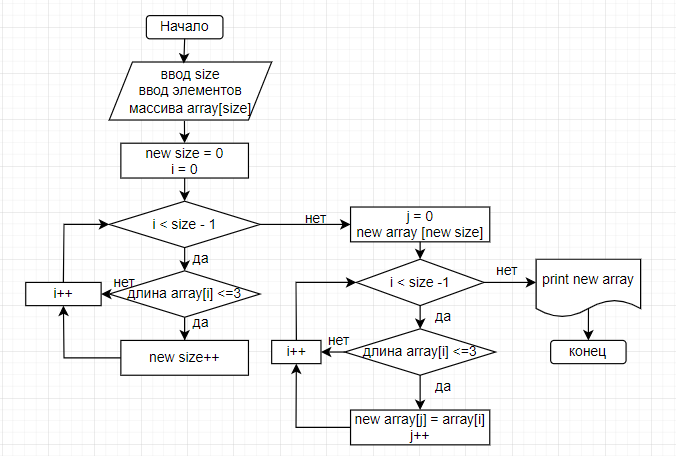 Начало
ввод size
ввод элементов
массива array[size]
new size = 0
i = 0
i < size - 1
нет
да
i++
нет
длина array[i] <=3
да
new size++
j = 0
new array [new size]
i < size -1
нет
да
i++
нет
длина array[i] <=3
да
new array[j] = array[i]
j++
print new array
конец